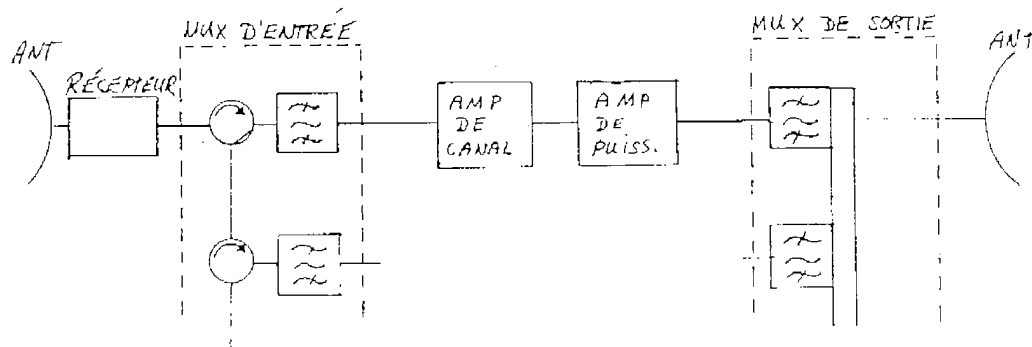 MUX D'ENTRÉE
MUX DE SORTIE
ANT
ANT
RÉCEPTEUR
AMP
DE
CANAL
AMP
DE
PUISS.